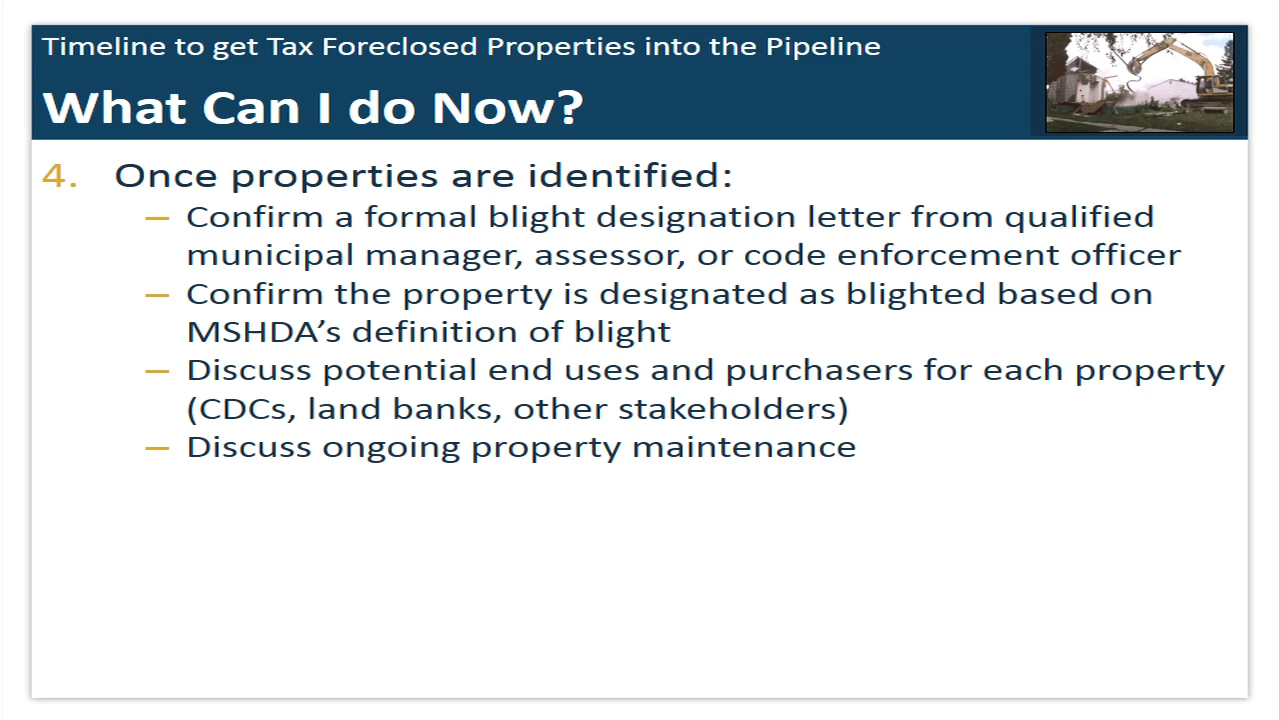 Timeline to get Tax Foreclosed Properties into the Pipeline
What Can I do Now?
4. Once properties are identified:
– Confirm a formal blight designation letter from qualified
municipal manager, assessor, or code enforcement officer
– Confirm the property is designated as blighted based on
MSHDA’s definition of blight
– Discuss potential end uses and purchasers for each property
(CDCs, land banks, other stakeholders)
– Discuss ongoing property maintenance